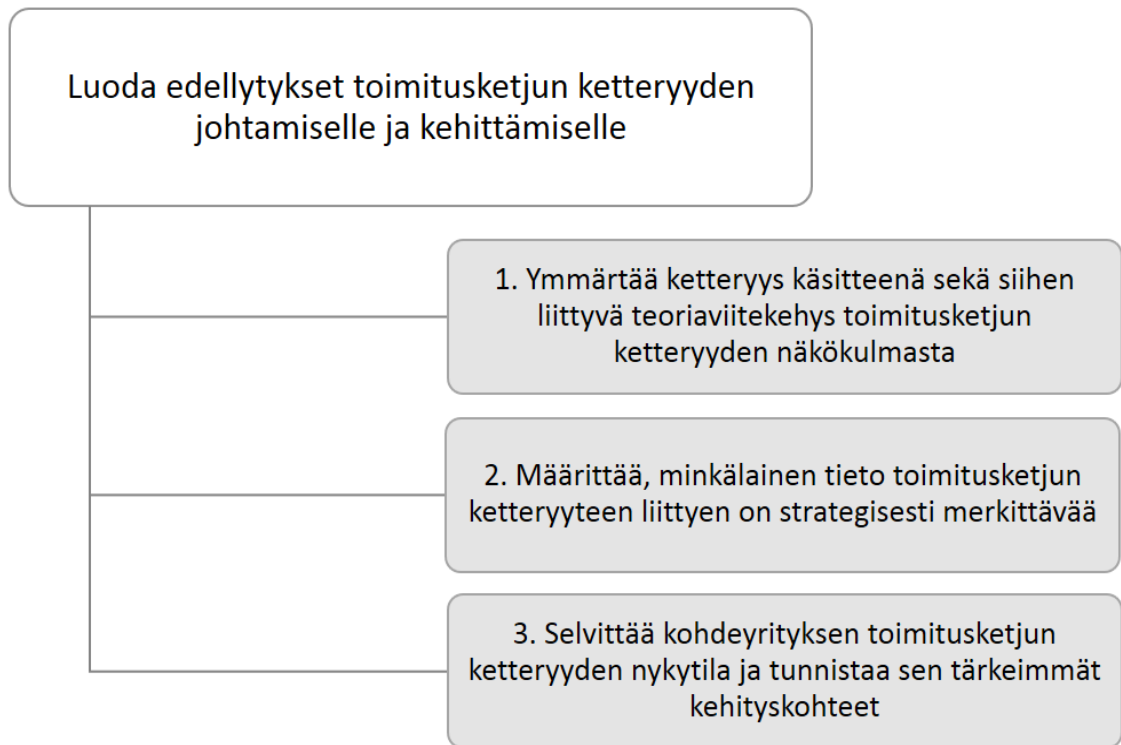 Luoda edellytykset toimitusketjun ketteryyden
johtamiselle ja kehittämiselle
1. Ymmärtää ketteryys käsitteenä sekä siihen
liittyvä teoriaviitekehys toimitusketjun
ketteryyden näkökulmasta
2. Määrittää, minkälainen tieto toimitusketjun
ketteryyteen liittyen on strategisesti merkittävää
3. Selvittää kohdeyrityksen toimitusketjun
ketteryyden nykytila ja tunnistaa sen tärkeimmät
kehityskohteet